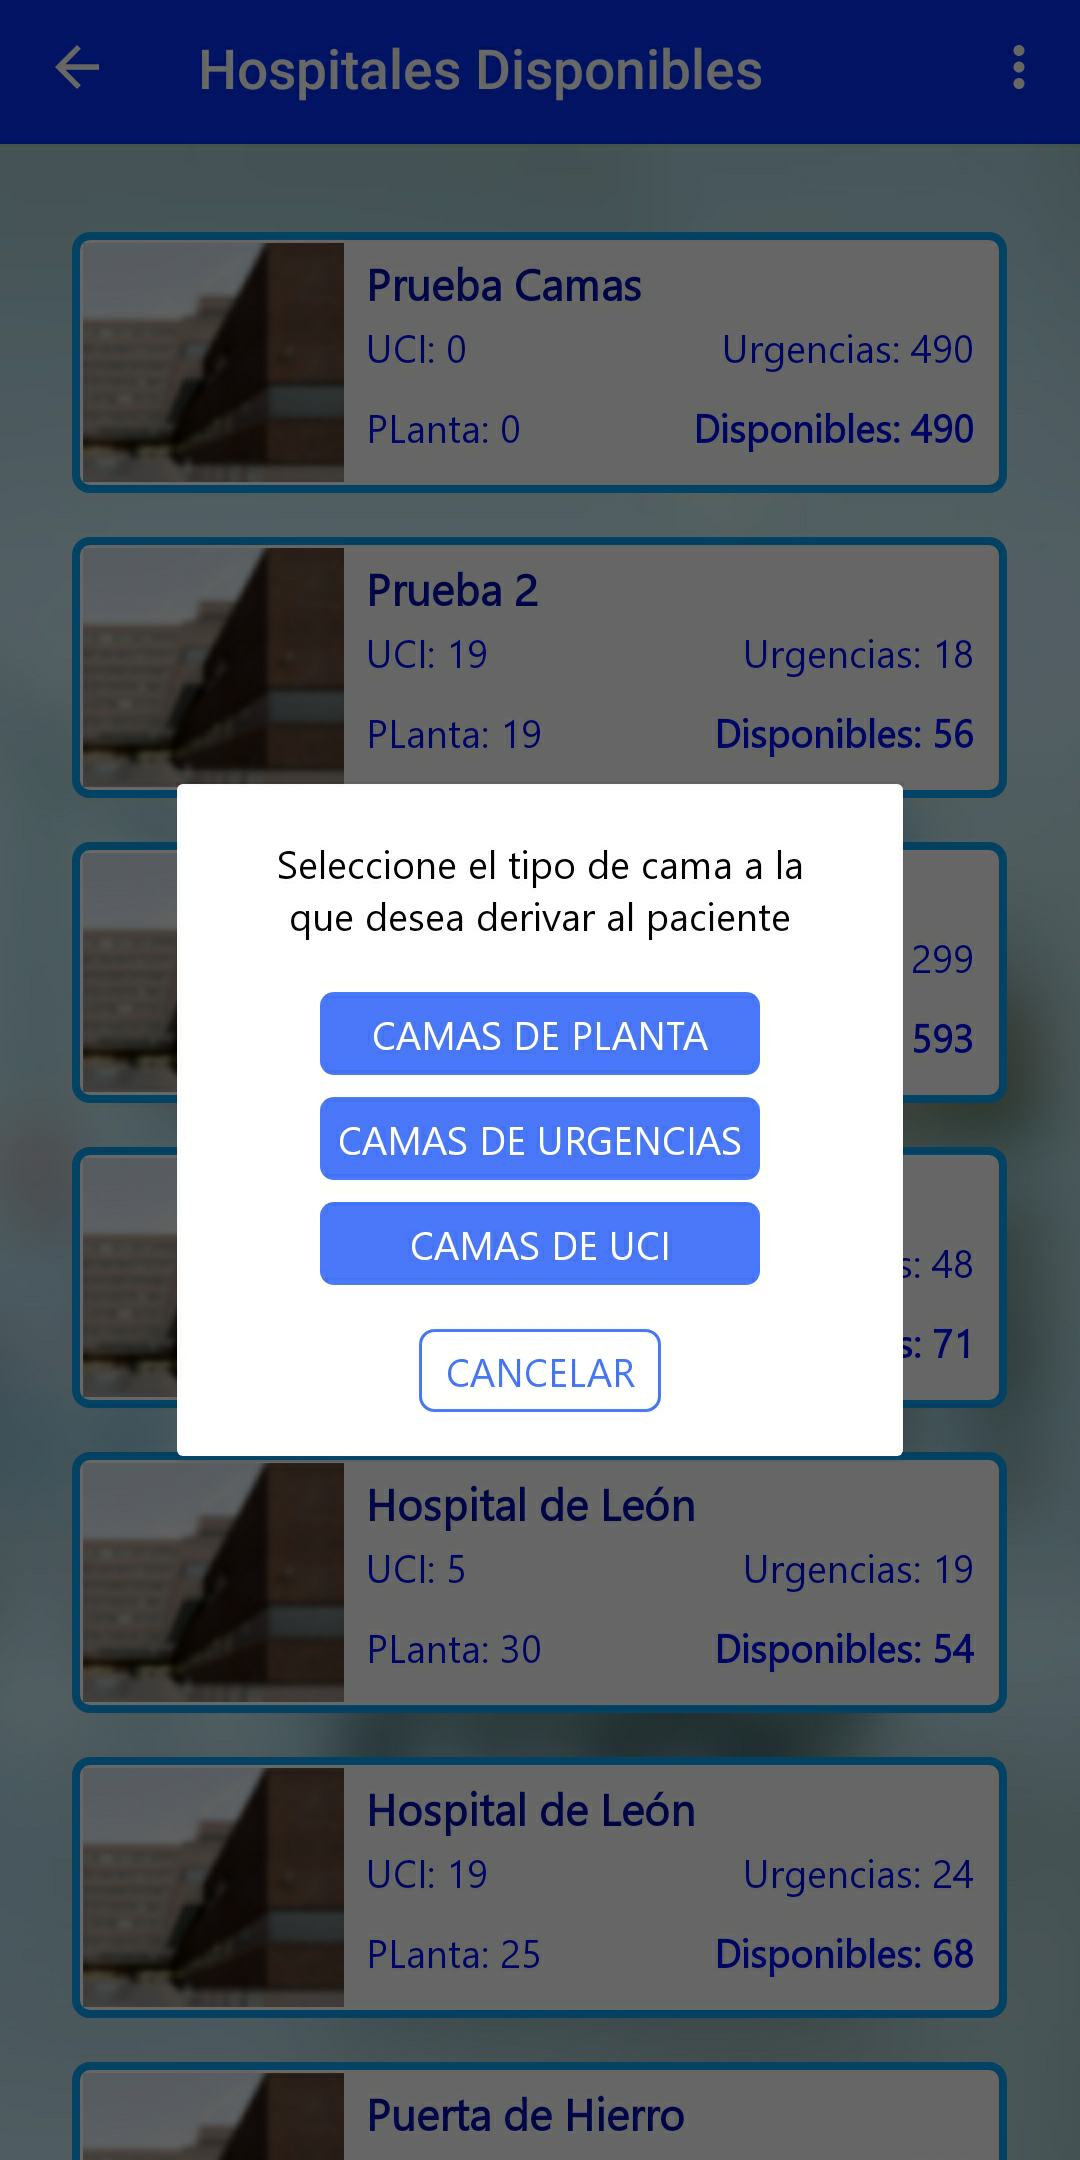 Hospitales Disponibles
Prueba Camas
UCI: 0 Urgencias: 490
PLanta: 0 Disponibles: 490
Prueba 2
UCI: 19 Urgencias: 18
PLanta: 19 Disponibles: 56
Seleccione el tipo de cama a la
que desea derivar al paciente
299
CAMAS DE PLANTA
593
CAMAS DE URGENCIAS
CAMAS DE UCI
s: 48
s: 71
CANCELAR
Hospital de León
UCI: 5 Urgencias: 19
PLanta: 30 Disponibles: 54
Hospital de León
UCI: 19 Urgencias: 24
PLanta: 25 Disponibles: 68
Puerta de Hierro